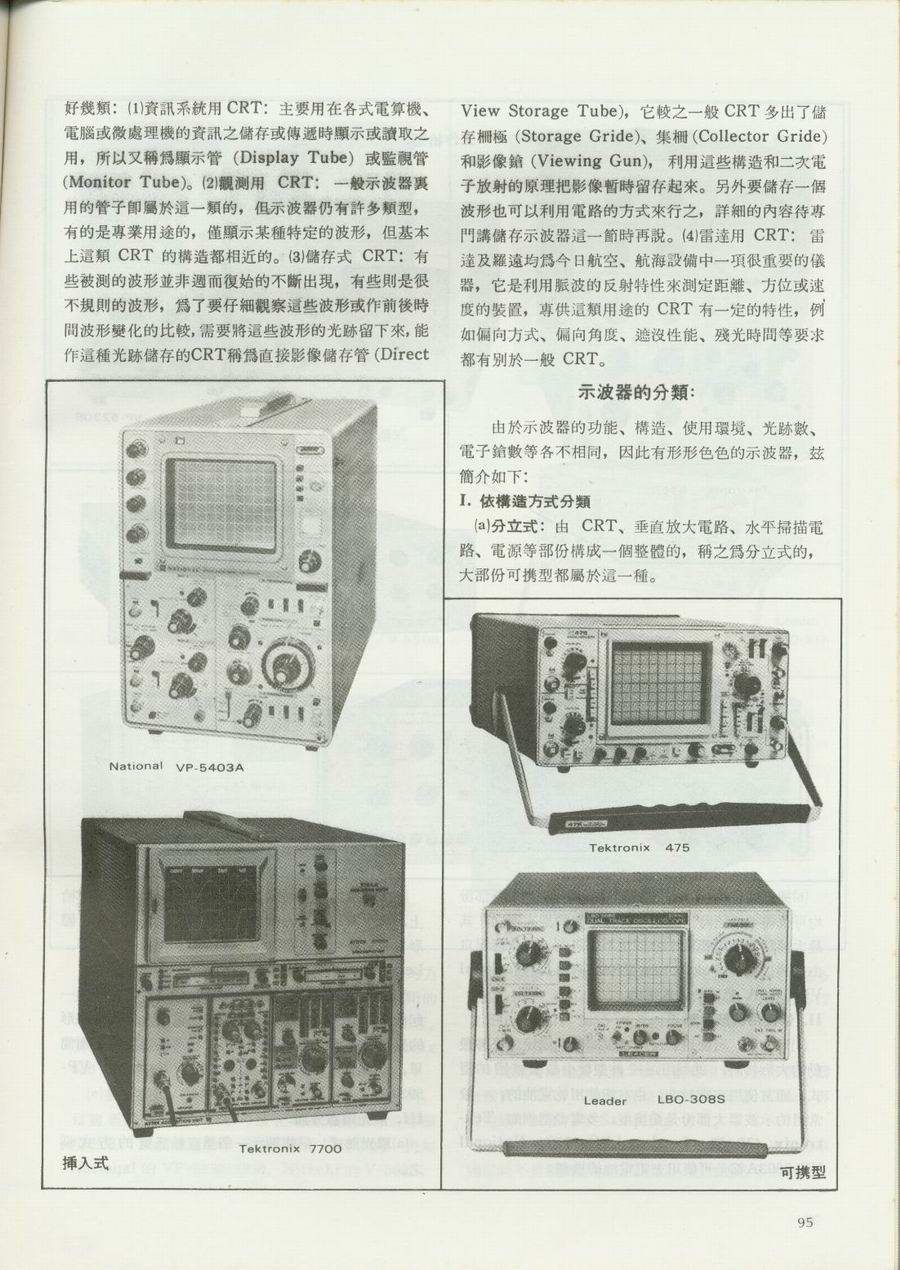 好幾類：(1)資訊系統用 CRT：主要用在各式電算機、
電腦或微處理機的資訊之儲存或傳遞時顯示或讀取之
用，所以又稱爲顯示管 (Display Tube) 或監視管
(Monitor Tube)。(2)觀測用 CRT：一般示波器裏
用的管子即屬於這一類的，但示波器仍有許多類型，
有的是專業用途的，僅顯示某種特定的波形，但基本
上這類 CRT 的構造都相近的。(3)儲存式 CRT：有
些被測的波形並非週而復始的不斷出現，有些則是很
不規則的波形，爲了要仔細觀察這些波形或作前後時
間波形變化的比較，需要將這些波形的光跡留下來，能
作這種光跡儲存的CRT稱爲直接影像儲存管 (Direct
View Storage Tube)，它較之一般 CRT 多出了儲
存柵極 (Storage Gride)、集柵 (Collector Gride)
和影像鎗 (Viewing Gun)，利用這些構造和二次電
子放射的原理把影像暫時留存起來。另外要儲存一個
波形也可以利用電路的方式來行之，詳細的內容待專
門講儲存示波器這一節時再說。(4)雷達用 CRT：雷
達及羅遠均爲今日航空、航海設備中一項很重要的儀
器，它是利用脈波的反射特性來測定距離、方位或速
度的裝置，專供這類用途的 CRT 有一定的特性，例
如偏向方式、偏向角度、遮沒性能、殘光時間等要求
都有別於一般 CRT。
示波器的分類：
由於示波器的功能、構造、使用環境、光跡數、
電子鎗數等各不相同，因此有形形色色的示波器，玆
簡介如下：
I. 依構造方式分類
(a)分立式：由 CRT、垂直放大電路、水平掃描電
路、電源等部份構成一個整體的，稱之爲分立式的，
大部份可携型都屬於這一種。
National VP-5403A
Tektronix 7700
挿入式
475
Tektronix 475
DUAL TRACE OSCILLOSCOPE
LEADER
Leader LBO-308S
可携型
95